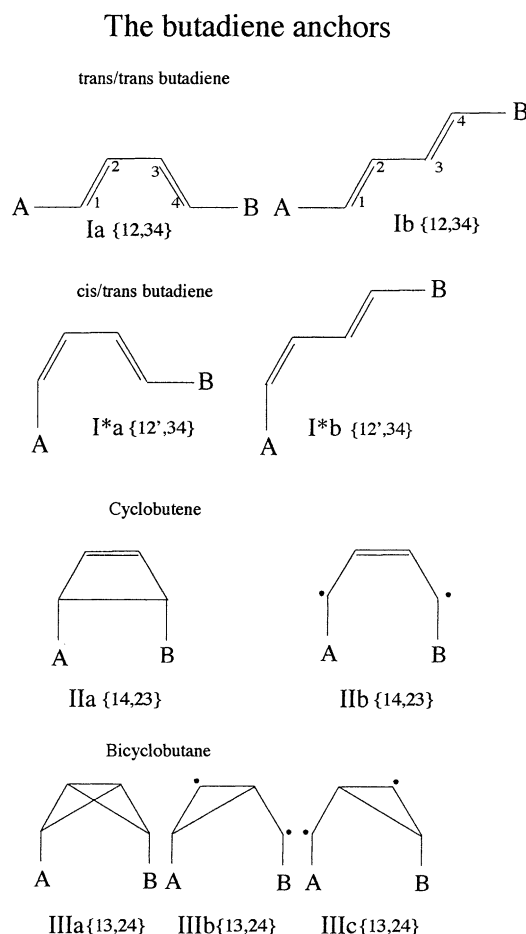 The butadiene anchors
trans/trans butadiene
A 1 2 3 4 B
Ia {12,34}
A 1 2 3 4 B
Ib {12,34}
cis/trans butadiene
A B
I*a {12',34}
A B
I*b {12',34}
Cyclobutene
A B
IIa {14,23}
A B
IIb {14,23}
Bicyclobutane
A B A B A B
IIIa{13,24} IIIb{13,24} IIIc{13,24}